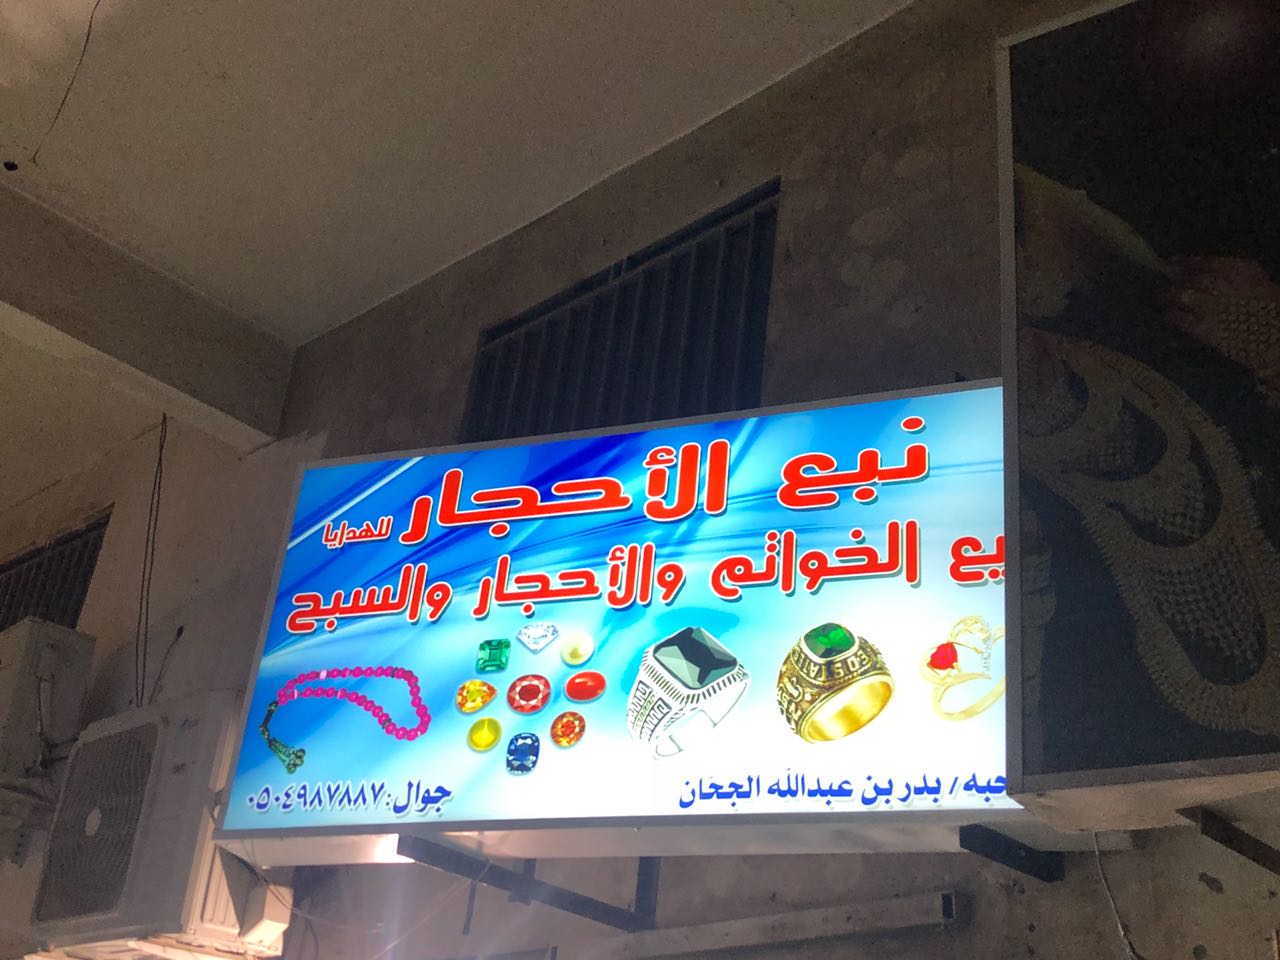 نبع الأحجار للهدايا
يع الخواتم والأحجار والسبح
حبه / بدر بن عبدالله الجحان
جوال: ٠٥٠٤٩٨٧٨٨٧